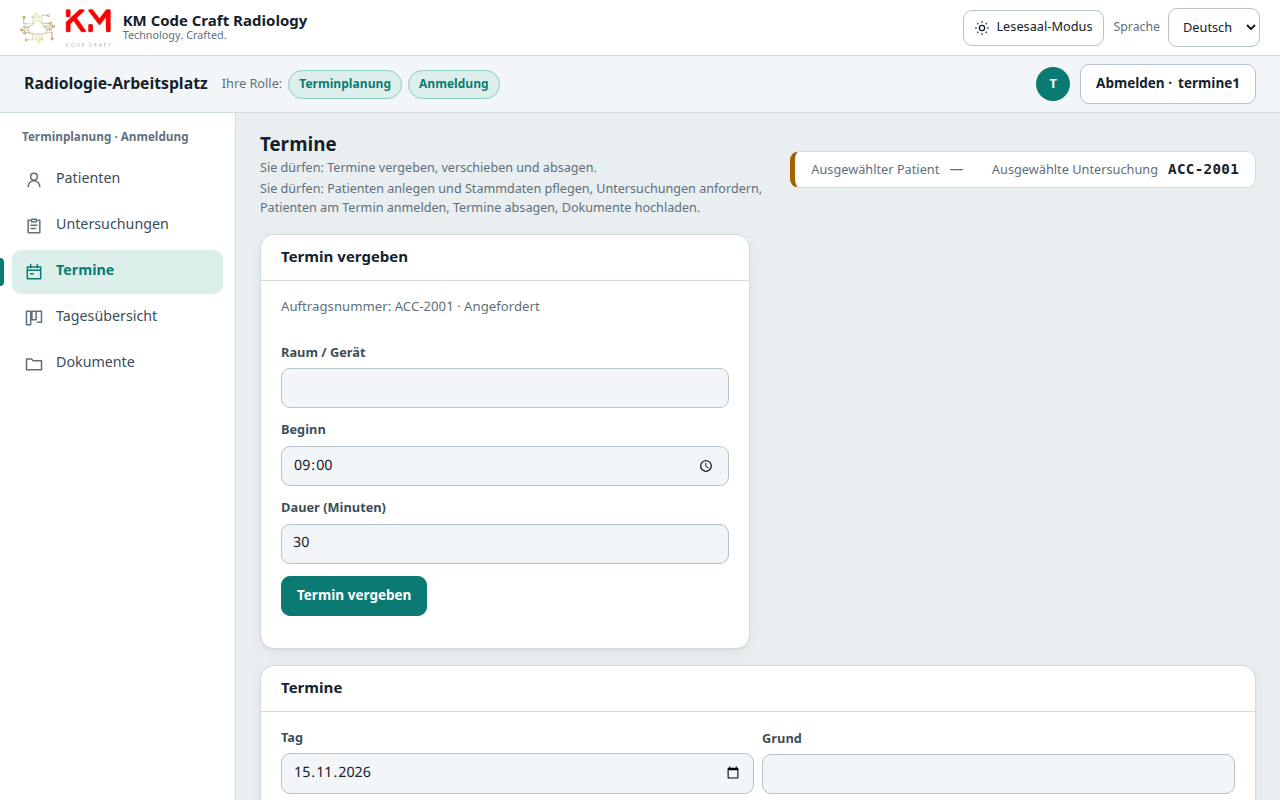 KM
CODE CRAFT
KM Code Craft Radiology
Technology. Crafted.
Lesesaal-Modus
Sprache
Deutsch
Radiologie-Arbeitsplatz
Ihre Rolle:
Terminplanung
Anmeldung
T
Abmelden · termine1
Terminplanung · Anmeldung
Patienten
Untersuchungen
Termine
Tagesübersicht
Dokumente
Termine
Sie dürfen: Termine vergeben, verschieben und absagen.
Sie dürfen: Patienten anlegen und Stammdaten pflegen, Untersuchungen anfordern,
Patienten am Termin anmelden, Termine absagen, Dokumente hochladen.
Ausgewählter Patient —
Ausgewählte Untersuchung ACC-2001
Termin vergeben
Auftragsnummer: ACC-2001 · Angefordert
Raum / Gerät
Beginn
09:00
Dauer (Minuten)
30
Termin vergeben
Termine
Tag
Grund
15.11.2026